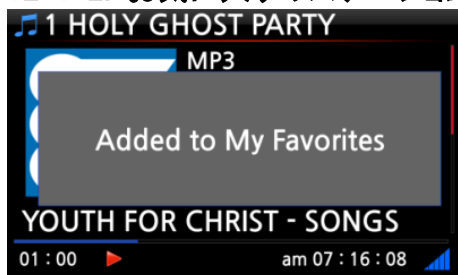 1 HOLY GHOST PARTY
MP3
Added to My Favorites
YOUTH FOR CHRIST - SONGS
01 : 00
am 07 : 16 : 08